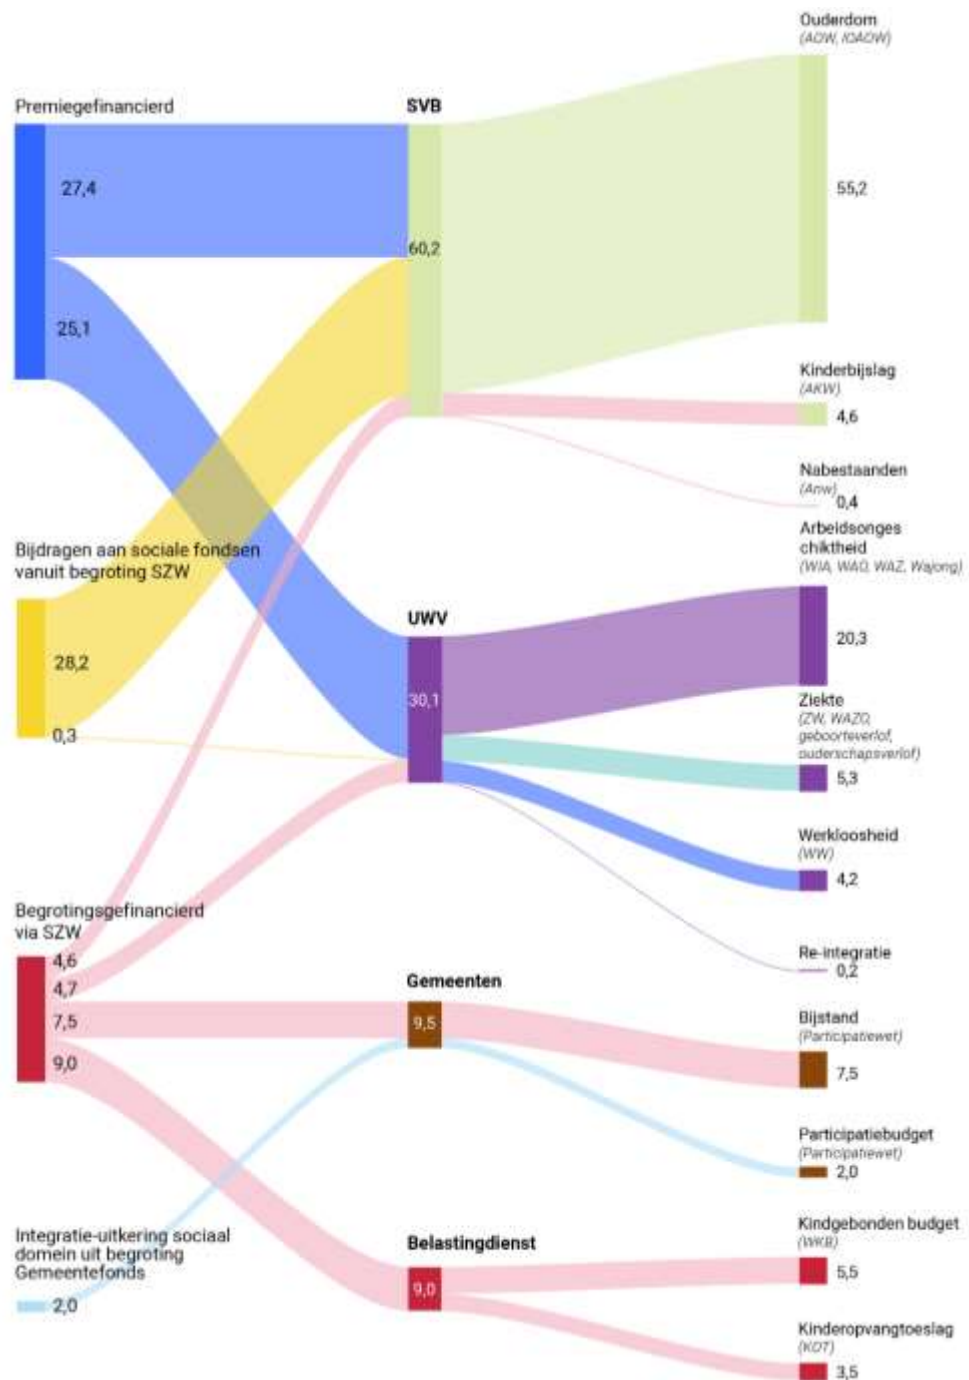 Ouderdom
(AOW, IOAOW)
Premiegefinancierd
SVB
27,4
55,2
60,2
25,1
Kinderbijslag
(AKW)
4,6
Nabestaanden
(Anw)
0,4
Arbeidsonges
chiktheid
(WIA, WAO, WAZ, Wajong)
Bijdragen aan sociale fondsen
vanuit begroting SZW
UWV
20,3
28,2
30,1
Ziekte
(ZW, WAZO,
geboorteverlof,
ouderschapsverlof)
0,3
5,3
Werkloosheid
(WW)
4,2
Begrotingsgefinancierd
via SZW
4,6
4,7
7,5
9,0
Re-integratie
0,2
Gemeenten
9,5
Bijstand
(Participatiewet)
7,5
Participatiebudget
(Participatiewet)
2,0
Integratie-uitkering sociaal
domein uit begroting
Gemeentefonds
2,0
Belastingdienst
9,0
Kindgebonden budget
(WKB)
5,5
Kinderopvangtoeslag
(KOT)
3,5